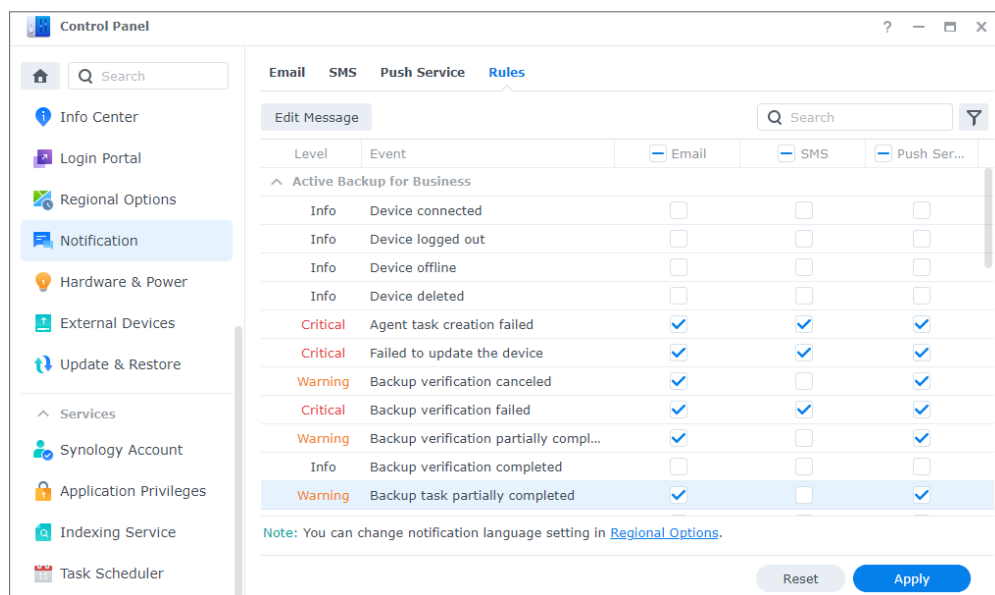 Control Panel
?
Search
Info Center
Login Portal
Regional Options
Notification
Hardware & Power
External Devices
Update & Restore
Services
Synology Account
Application Privileges
Indexing Service
Task Scheduler
Email SMS Push Service Rules
Edit Message
Search
Level Event Email SMS Push Ser...
Active Backup for Business
Info Device connected
Info Device logged out
Info Device offline
Info Device deleted
Critical Agent task creation failed
Critical Failed to update the device
Warning Backup verification canceled
Critical Backup verification failed
Warning Backup verification partially compl...
Info Backup verification completed
Warning Backup task partially completed
Note: You can change notification language setting in Regional Options.
Reset Apply